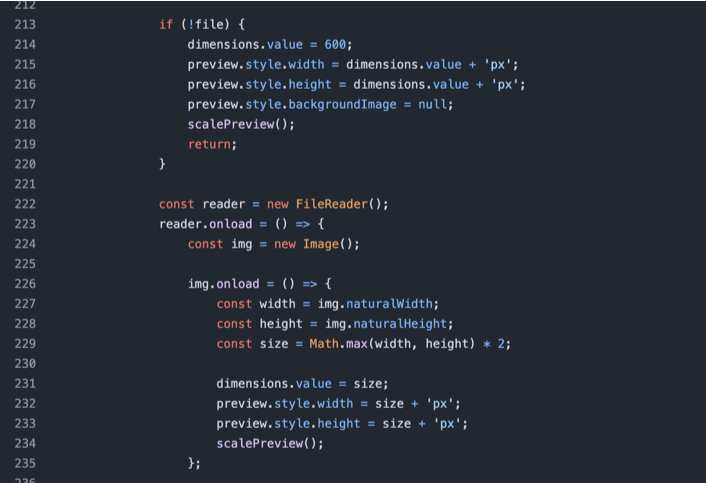 212
213 if (!file) {
214 dimensions.value = 600;
215 preview.style.width = dimensions.value + 'px';
216 preview.style.height = dimensions.value + 'px';
217 preview.style.backgroundImage = null;
218 scalePreview();
219 return;
220 }
221
222 const reader = new FileReader();
223 reader.onload = () => {
224 const img = new Image();
225
226 img.onload = () => {
227 const width = img.naturalWidth;
228 const height = img.naturalHeight;
229 const size = Math.max(width, height) * 2;
230
231 dimensions.value = size;
232 preview.style.width = size + 'px';
233 preview.style.height = size + 'px';
234 scalePreview();
235 };
236